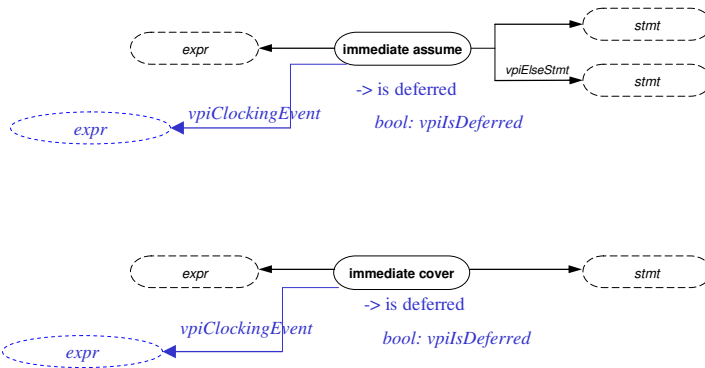 stmt
expr
immediate assume
vpiElseStmt
stmt
-> is deferred
vpiClockingEvent
expr
bool: vpiIsDeferred
expr
immediate cover
stmt
-> is deferred
vpiClockingEvent
bool: vpiIsDeferred
expr